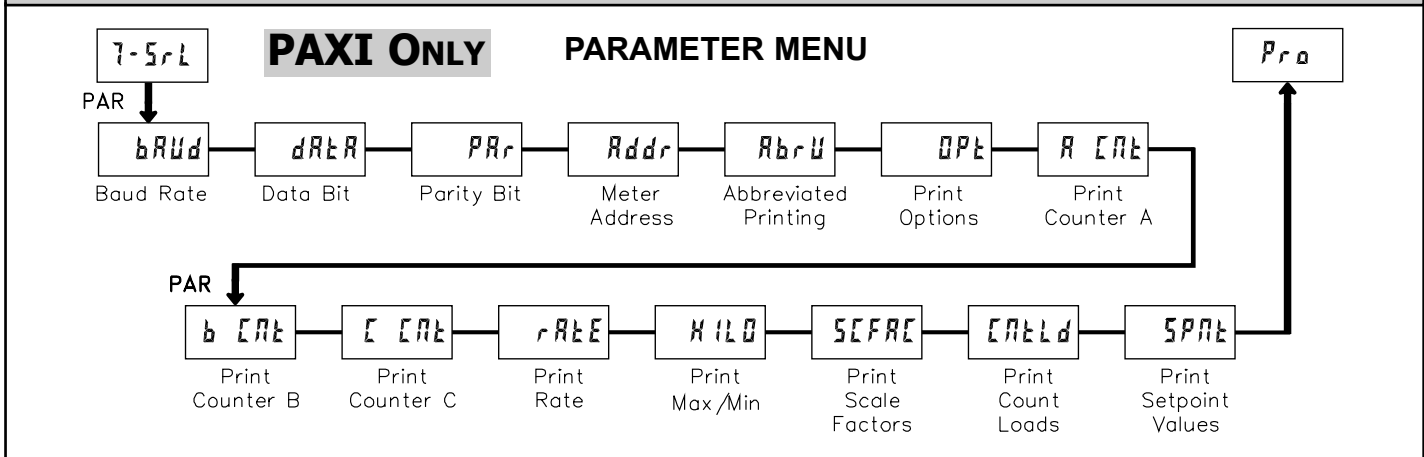 7-SrL
PAXI ONLY
PARAMETER MENU
Pro
PAR
bAUd
dAtA
PAr
Addr
AbrU
OPt
A CNt
Baud Rate
Data Bit
Parity Bit
Meter
Address
Abbreviated
Printing
Print
Options
Print
Counter A
PAR
b CNt
C CNt
rAtE
HILO
SCFAC
CNtLd
SPNt
Print
Counter B
Print
Counter C
Print
Rate
Print
Max/Min
Print
Scale
Factors
Print
Count
Loads
Print
Setpoint
Values